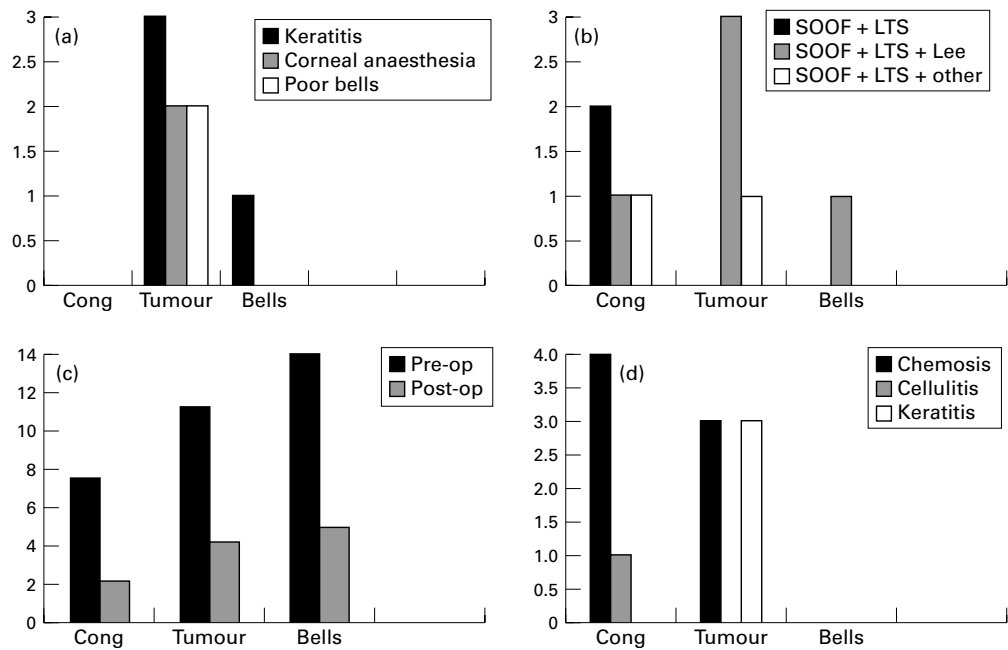 (a)
Keratitis
Corneal anaesthesia
Poor bells
3
2.5
2
1.5
1
0.5
0
Cong Tumour Bells
(b)
SOOF + LTS
SOOF + LTS + Lee
SOOF + LTS + other
3
2.5
2
1.5
1
0.5
0
Cong Tumour Bells
(c)
Pre-op
Post-op
14
12
10
8
6
4
2
0
Cong Tumour Bells
(d)
Chemosis
Cellulitis
Keratitis
4.0
3.5
3.0
2.5
2.0
1.5
1.0
0.5
0
Cong Tumour Bells